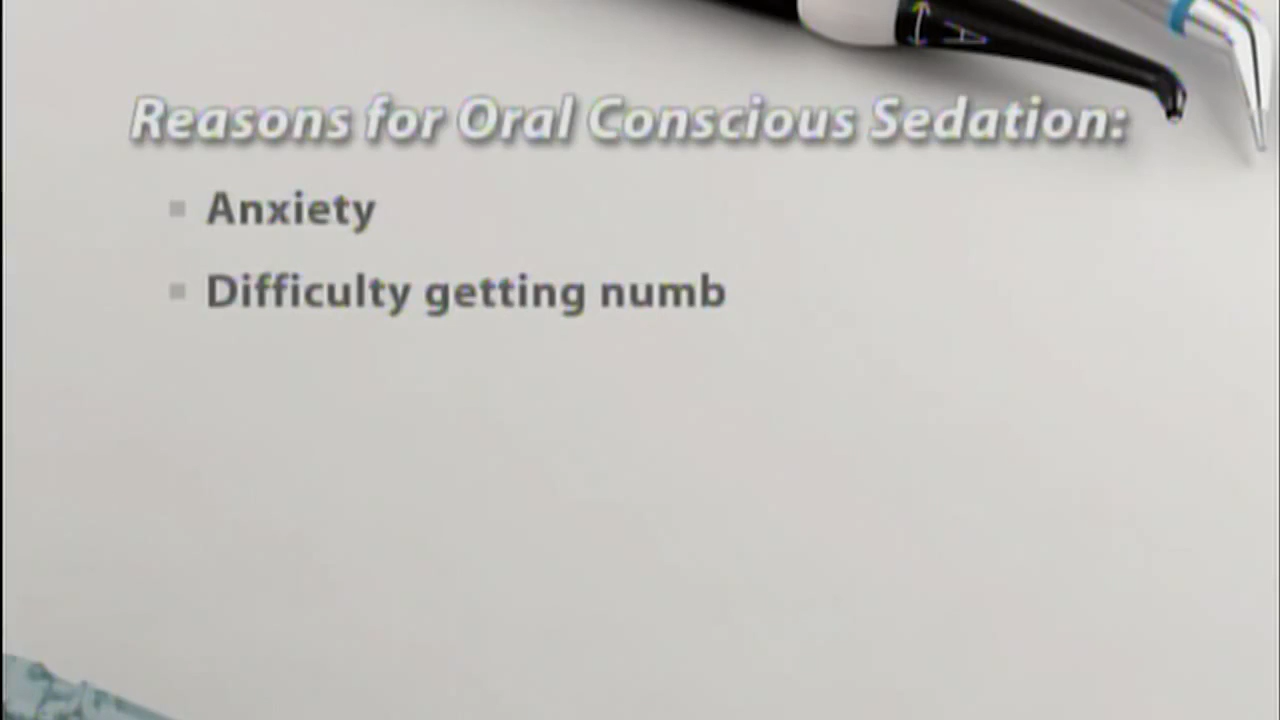 Reasons for Oral Conscious Sedation:
Anxiety
Difficulty getting numb
A